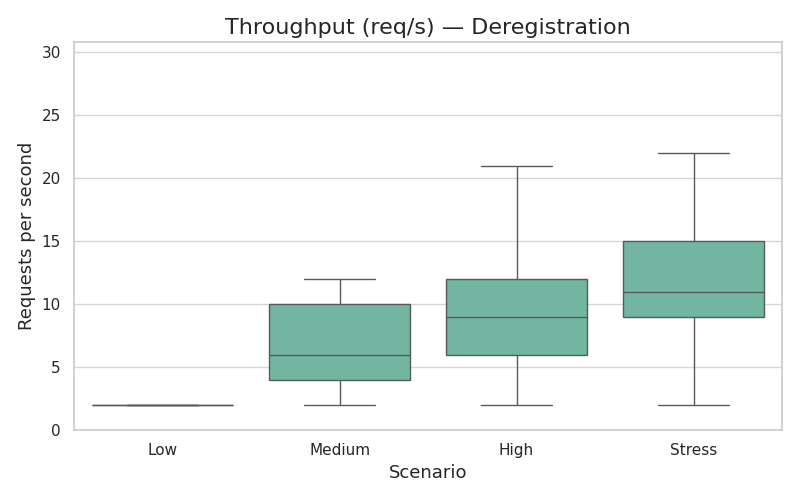 Throughput (req/s) — Deregistration
Requests per second
30
25
20
15
10
5
0
Low Medium High Stress
Scenario